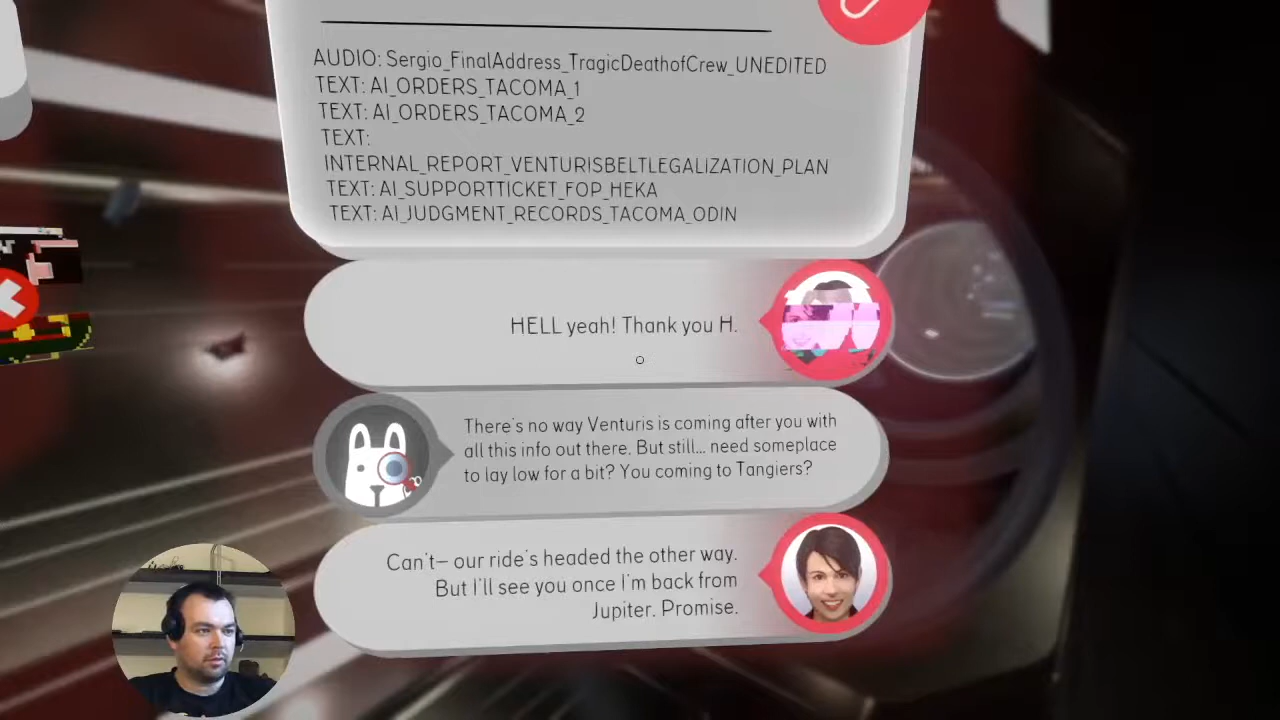 AUDIO: Sergio_FinalAddress_TragicDeathofCrew_UNEDITED
TEXT: AI_ORDERS_TACOMA_1
TEXT: AI_ORDERS_TACOMA_2
TEXT:
INTERNAL_REPORT_VENTURISBELTLEGALIZATION_PLAN
TEXT: AI_SUPPORTTICKET_FOP_HEKA
TEXT: AI_JUDGMENT_RECORDS_TACOMA_ODIN
HELL yeah! Thank you H.
There's no way Venturis is coming after you with
all this info out there. But still... need someplace
to lay low for a bit? You coming to Tangiers?
Can't— our ride's headed the other way.
But I'll see you once I'm back from
Jupiter. Promise.